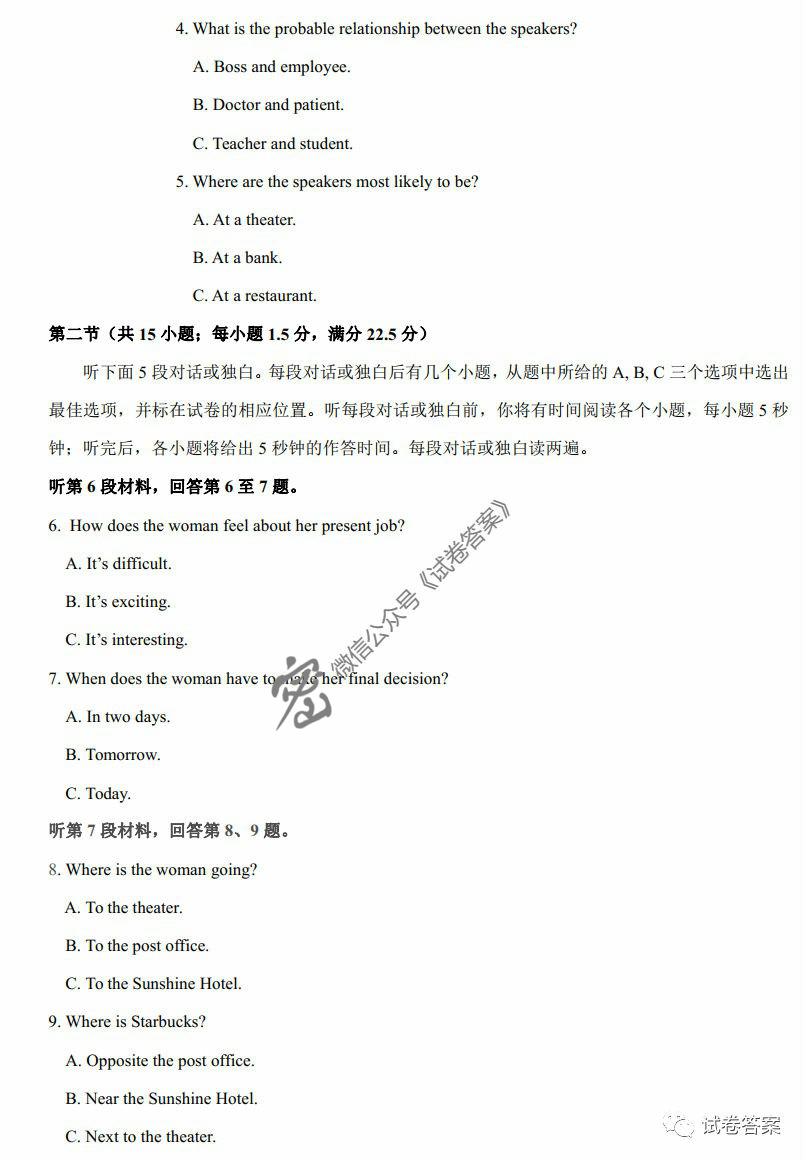 4. What is the probable relationship between the speakers?
A. Boss and employee.
B. Doctor and patient.
C. Teacher and student.
5. Where are the speakers most likely to be?
A. At a theater.
B. At a bank.
C. At a restaurant.
第二节（共 15 小题；每小题 1.5 分，满分 22.5 分）
听下面 5 段对话或独白。每段对话或独白后有几个小题，从题中所给的 A, B, C 三个选项中选出
最佳选项，并标在试卷的相应位置。听每段对话或独白前，你将有时间阅读各个小题，每小题 5 秒
钟；听完后，各小题将给出 5 秒钟的作答时间。每段对话或独白读两遍。
听第 6 段材料，回答第 6 至 7 题。
6. How does the woman feel about her present job?
A. It's difficult.
B. It's exciting.
C. It's interesting.
微信公众号《试卷答案》
密
7. When does the woman have to make her final decision?
A. In two days.
B. Tomorrow.
C. Today.
听第 7 段材料，回答第 8、9 题。
8. Where is the woman going?
A. To the theater.
B. To the post office.
C. To the Sunshine Hotel.
9. Where is Starbucks?
A. Opposite the post office.
B. Near the Sunshine Hotel.
C. Next to the theater.
试卷答案